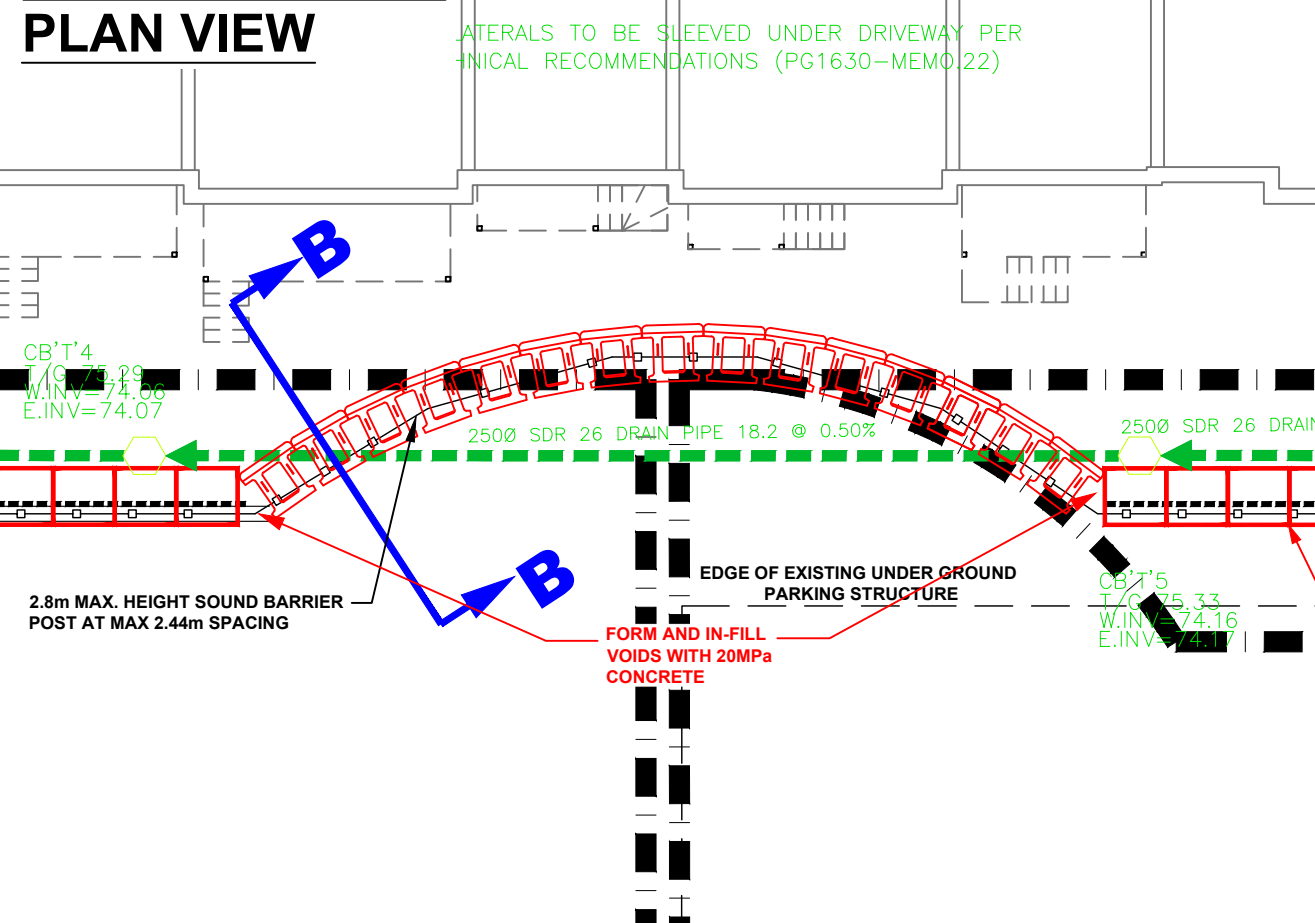 PLAN VIEW
LATERALS TO BE SLEEVED UNDER DRIVEWAY PER
RECOMMENDATIONS (PG1630-MEMO.22)
B
CB'T'4
T/G 75.29
W.INV=74.06
E.INV=74.07
250Ø SDR 26 DRAIN PIPE 18.2 @ 0.50%
250Ø SDR 26 DRAIN
B
2.8m MAX. HEIGHT SOUND BARRIER
POST AT MAX 2.44m SPACING
EDGE OF EXISTING UNDER GROUND
PARKING STRUCTURE
CB'T'5
T/G 75.33
W.INV=74.16
E.INV=74.17
FORM AND IN-FILL
VOIDS WITH 20MPa
CONCRETE